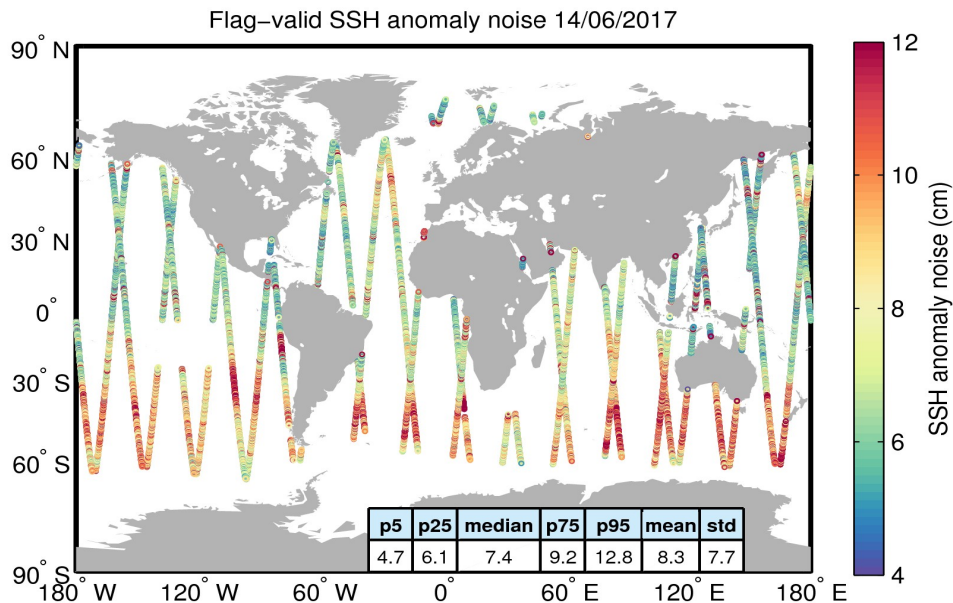 Flag−valid SSH anomaly noise 14/06/2017
90° N
60° N
30° N
0°
30° S
60° S
90° S
180° W
120° W
60° W
0°
60° E
120° E
180° E
p5 p25 median p75 p95 mean std
4.7 6.1 7.4 9.2 12.8 8.3 7.7
12
10
8
6
4
SSH anomaly noise (cm)